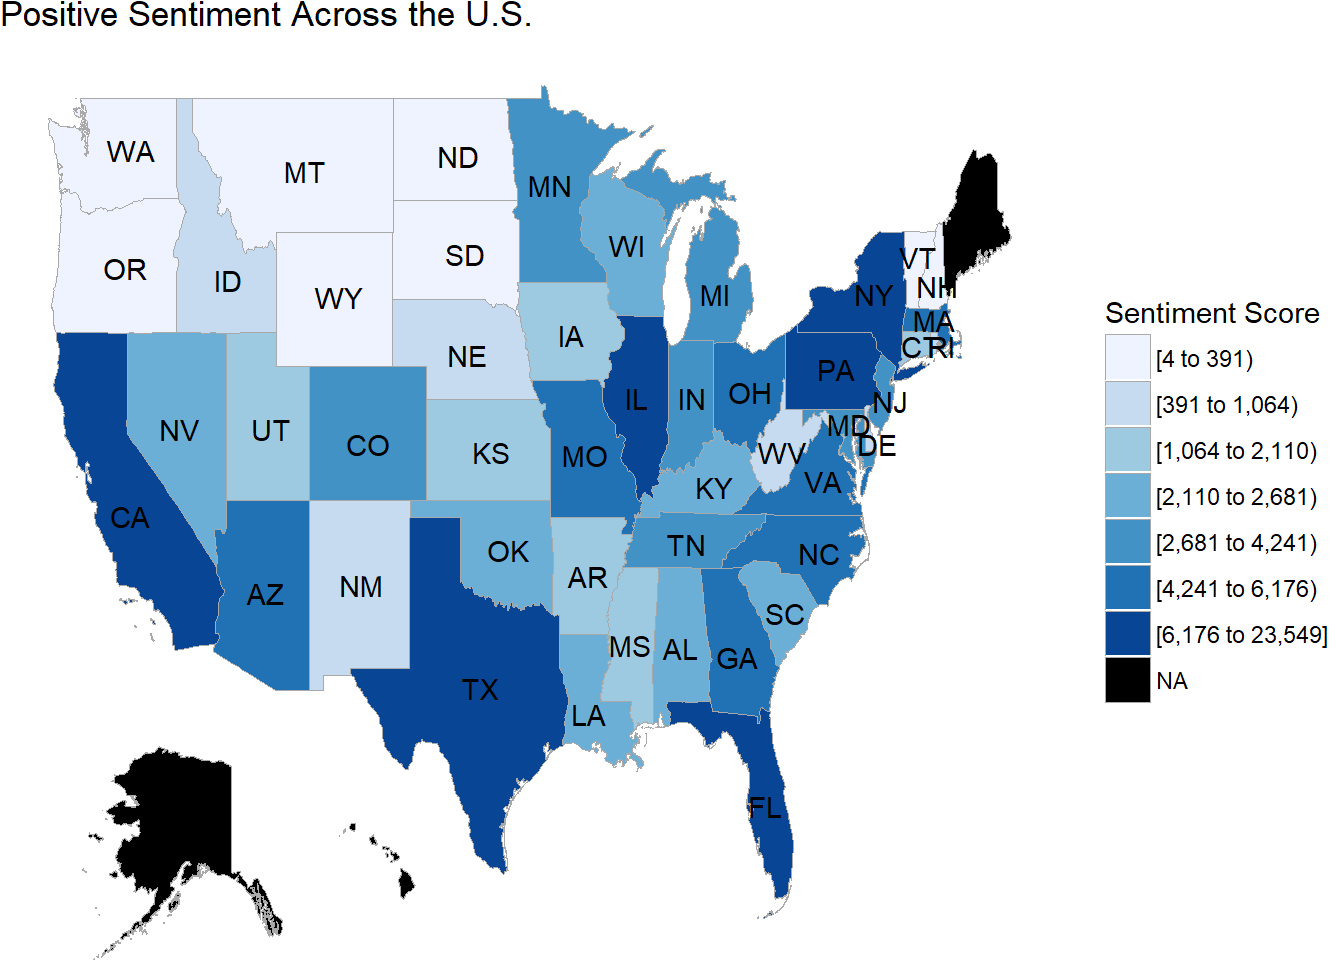 Positive Sentiment Across the U.S.
WA
MT
ND
MN
OR
ID
WY
SD
WI
MI
VT
NH
NY
MA
CT
RI
IA
NE
PA
NJ
NV
UT
CO
KS
MO
IL
IN
OH
MD
DE
WV
VA
KY
CA
AZ
NM
OK
AR
TN
NC
SC
MS
AL
GA
TX
LA
FL
Sentiment Score
[4 to 391)
[391 to 1,064)
[1,064 to 2,110)
[2,110 to 2,681)
[2,681 to 4,241)
[4,241 to 6,176)
[6,176 to 23,549]
NA